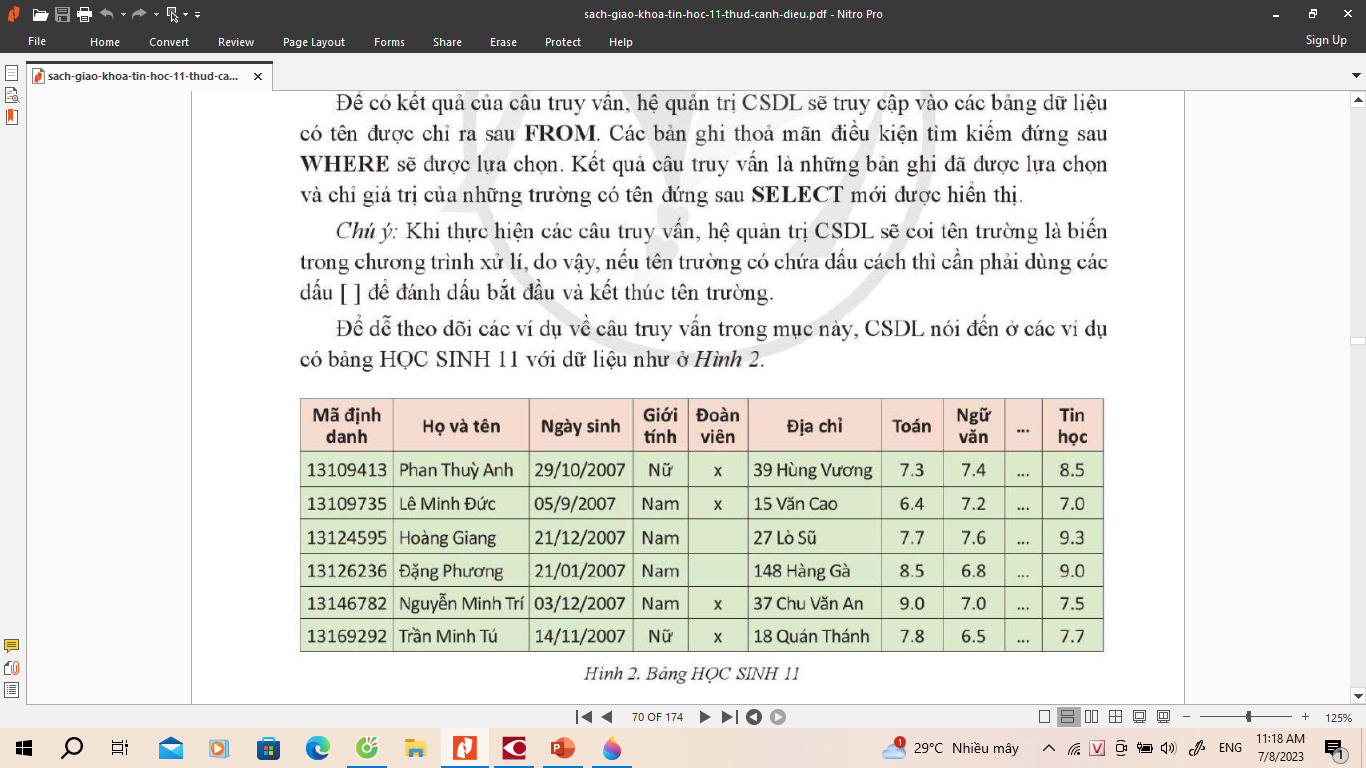 sach-giao-khoa-tin-hoc-11-thud-canh-dieu.pdf - Nitro Pro
File Home Convert Review Page Layout Forms Share Erase Protect Help Sign Up
sach-giao-khoa-tin-hoc-11-thud-ca...
Để có kết quả của câu truy vấn, hệ quản trị CSDL sẽ truy cập vào các bảng dữ liệu
có tên được chỉ ra sau FROM. Các bản ghi thoả mãn điều kiện tìm kiếm đứng sau
WHERE sẽ được lựa chọn. Kết quả câu truy vấn là những bản ghi đã được lựa chọn
và chỉ giá trị của những trường có tên đứng sau SELECT mới được hiển thị.
Chú ý: Khi thực hiện các câu truy vấn, hệ quản trị CSDL sẽ coi tên trường là biến
trong chương trình xử lí, do vậy, nếu tên trường có chứa dấu cách thì cần phải dùng các
dấu [ ] để đánh dấu bắt đầu và kết thúc tên trường.
Để dễ theo dõi các ví dụ về câu truy vấn trong mục này, CSDL nói đến ở các ví dụ
có bảng HỌC SINH 11 với dữ liệu như ở Hình 2.
Mã định danh Họ và tên Ngày sinh Giới tính Đoàn viên Địa chỉ Toán Ngữ văn ... Tin học
13109413 Phan Thuỳ Anh 29/10/2007 Nữ x 39 Hùng Vương 7.3 7.4 ... 8.5
13109735 Lê Minh Đức 05/9/2007 Nam x 15 Văn Cao 6.4 7.2 ... 7.0
13124595 Hoàng Giang 21/12/2007 Nam 27 Lò Sũ 7.7 7.6 ... 9.3
13126236 Đặng Phương 21/01/2007 Nam 148 Hàng Gà 8.5 6.8 ... 9.0
13146782 Nguyễn Minh Trí 03/12/2007 Nam x 37 Chu Văn An 9.0 7.0 ... 7.5
13169292 Trần Minh Tú 14/11/2007 Nữ x 18 Quán Thánh 7.8 6.5 ... 7.7
Hình 2. Bảng HỌC SINH 11
70 OF 174
125%
29°C Nhiều mây ENG 11:18 AM
7/8/2023